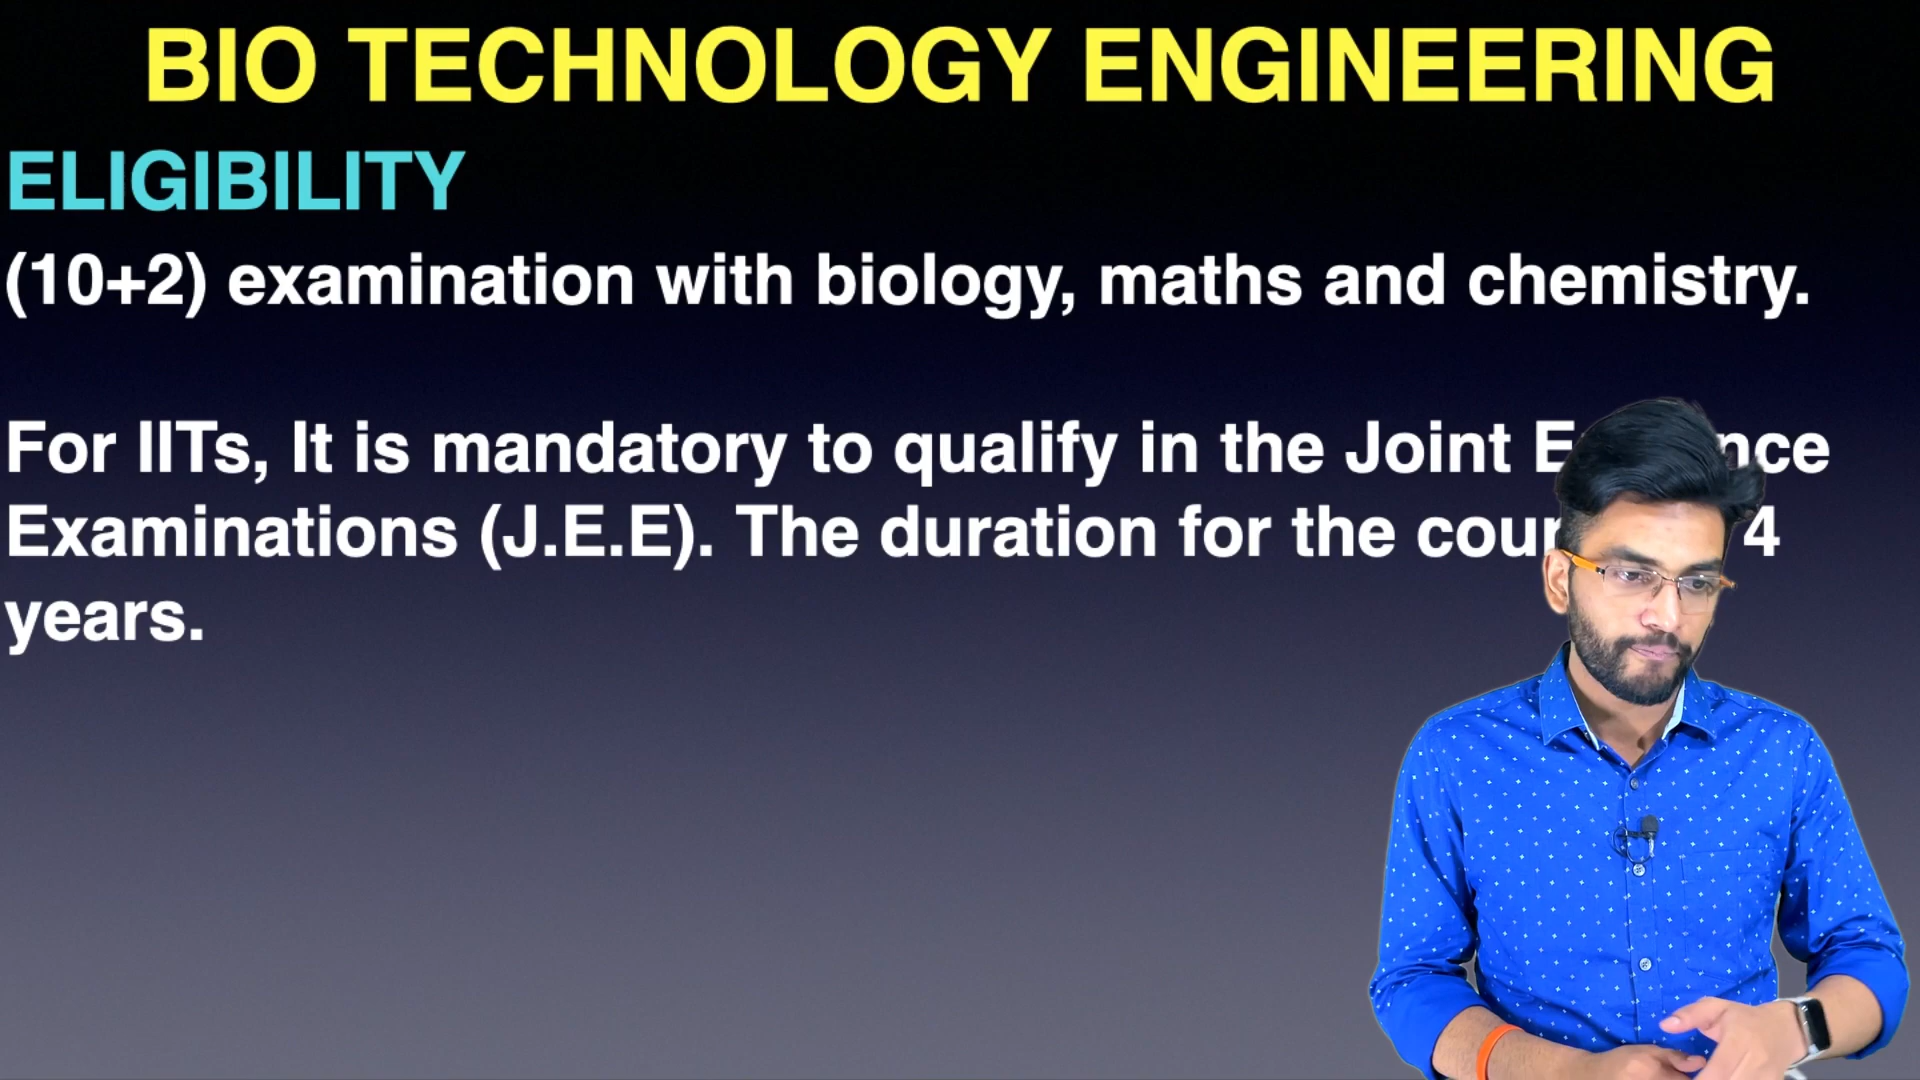 BIO TECHNOLOGY ENGINEERING
ELIGIBILITY
(10+2) examination with biology, maths and chemistry.
For IITs, It is mandatory to qualify in the Joint
Examinations (J.E.E). The duration for the 4
years.